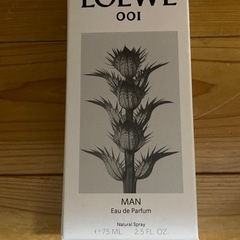 LOEWE
001
MAN
Eau de Parfum
Natural Spray
℮ 75 ML. 2.5 FL. OZ.